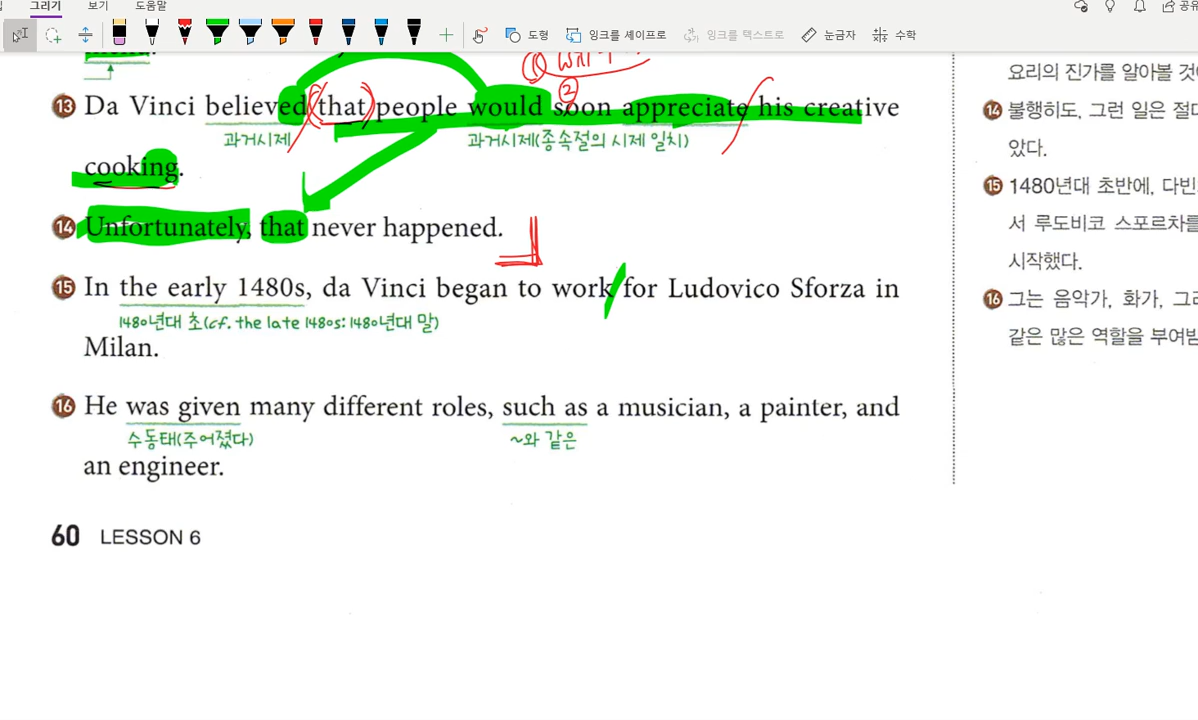 그리기 보기 도움말
공유
도형 잉크를 셰이프로 잉크를 텍스트로 눈금자 수학
①
요리의 진가를 알아볼 것
②
13 Da Vinci believed (that) people would soon appreciate his creative
과거시제 과거시제(종속절의 시제 일치)
14 불행히도, 그런 일은 절대
았다.
cooking.
15 1480년대 초반에, 다빈
14 Unfortunately, that never happened.
서 루도비코 스포르차를
시작했다.
15 In the early 1480s, da Vinci began to work/for Ludovico Sforza in
16 그는 음악가, 화가, 그리
1480년대 초(cf. the late 1480s: 1480년대 말)
같은 많은 역할을 부여받
Milan.
16 He was given many different roles, such as a musician, a painter, and
수동태(주어졌다) ~와 같은
an engineer.
60 LESSON 6